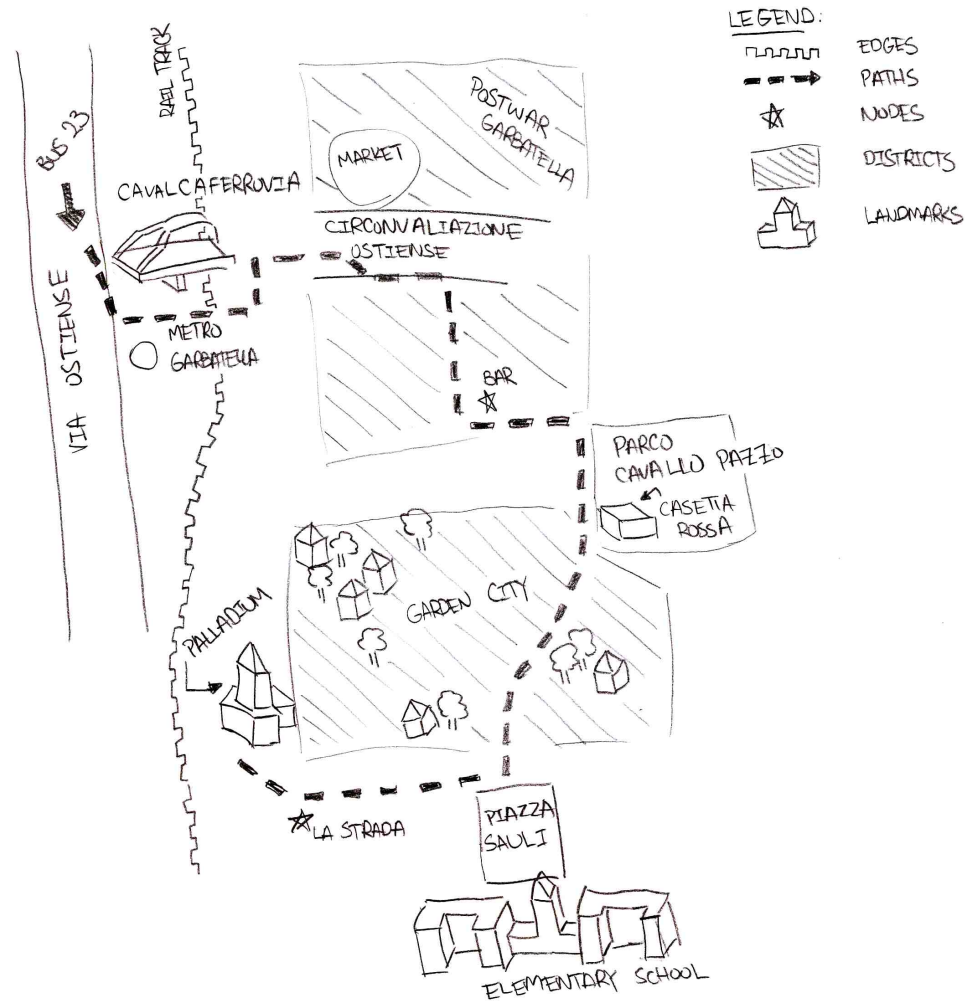 LEGEND:
EDGES
PATHS
NODES
DISTRICTS
LANDMARKS
RAIL TRACK
BUS 23
POSTWAR
GARBATELLA
MARKET
CAVALCAFERROVIA
CIRCONVALIAZIONE
OSTIENSE
VIA OSTIENSE
METRO
GARBATELLA
BAR
PARCO
CAVALLO PAZZO
CASETTA
ROSSA
GARDEN CITY
PALLADIUM
LA STRADA
PIAZZA
SAULI
ELEMENTARY SCHOOL